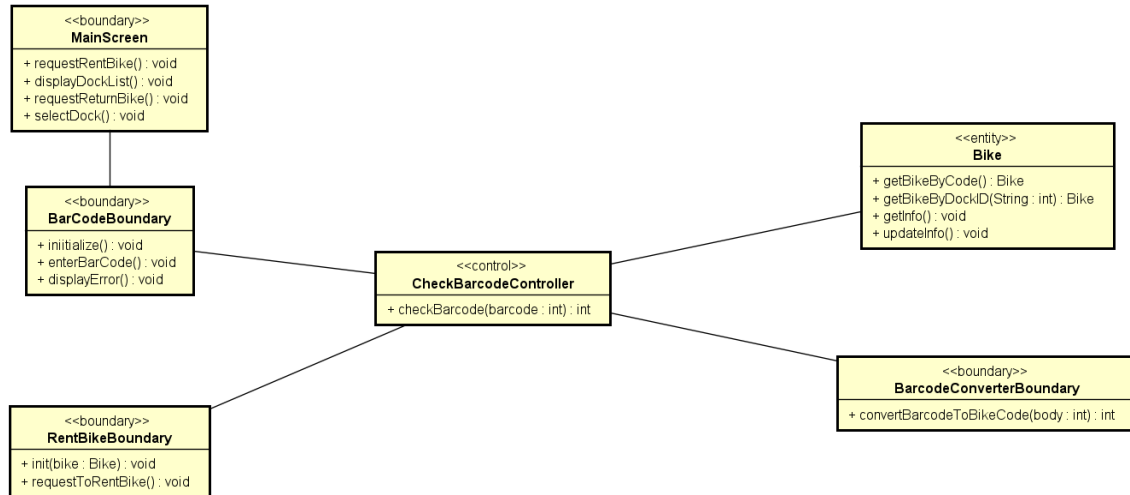 <<boundary>>
MainScreen
+ requestRentBike() : void
+ displayDockList() : void
+ requestReturnBike() : void
+ selectDock() : void
<<boundary>>
BarCodeBoundary
+ iniitialize() : void
+ enterBarCode() : void
+ displayError() : void
<<control>>
CheckBarcodeController
+ checkBarcode(barcode : int) : int
<<entity>>
Bike
+ getBikeByCode() : Bike
+ getBikeByDockID(String : int) : Bike
+ getInfo() : void
+ updateInfo() : void
<<boundary>>
BarcodeConverterBoundary
+ convertBarcodeToBikeCode(body : int) : int
<<boundary>>
RentBikeBoundary
+ init(bike : Bike) : void
+ requestToRentBike() : void